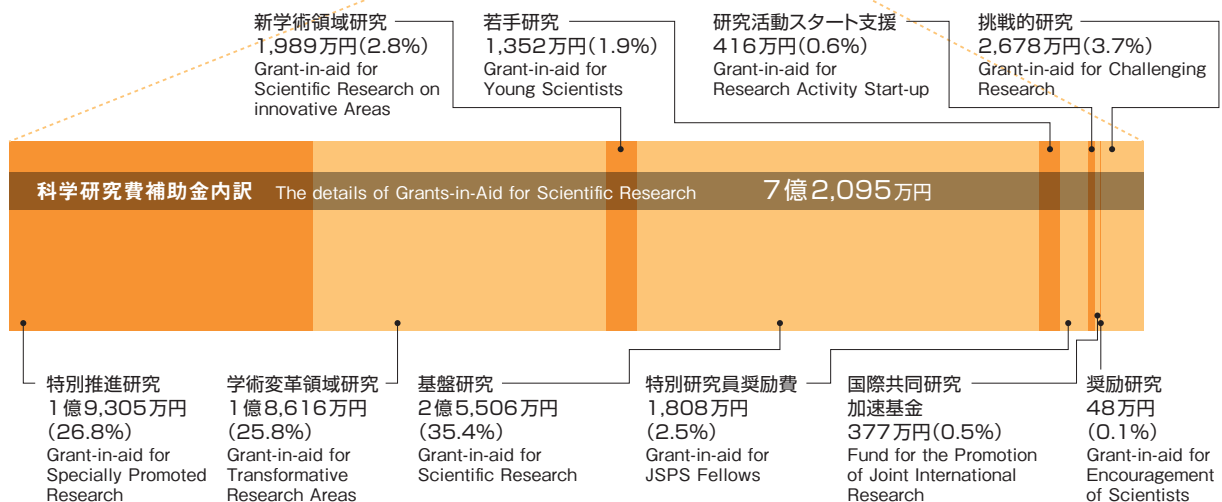 新学術領域研究
1,989万円(2.8%)
Grant-in-aid for
Scientific Research on
innovative Areas
若手研究
1,352万円(1.9%)
Grant-in-aid for
Young Scientists
研究活動スタート支援
416万円(0.6%)
Grant-in-aid for
Research Activity Start-up
挑戦的研究
2,678万円(3.7%)
Grant-in-aid for Challenging
Research
科学研究費補助金内訳 The details of Grants-in-Aid for Scientific Research 7億2,095万円
特別推進研究
1億9,305万円
(26.8%)
Grant-in-aid for
Specially Promoted
Research
学術変革領域研究
1億8,616万円
(25.8%)
Grant-in-aid for
Transformative
Research Areas
基盤研究
2億5,506万円
(35.4%)
Grant-in-aid for
Scientific Research
特別研究員奨励費
1,808万円
(2.5%)
Grant-in-aid for
JSPS Fellows
国際共同研究
加速基金
377万円(0.5%)
Fund for the Promotion
of Joint International
Research
奨励研究
48万円
(0.1%)
Grant-in-aid for
Encouragement
of Scientists